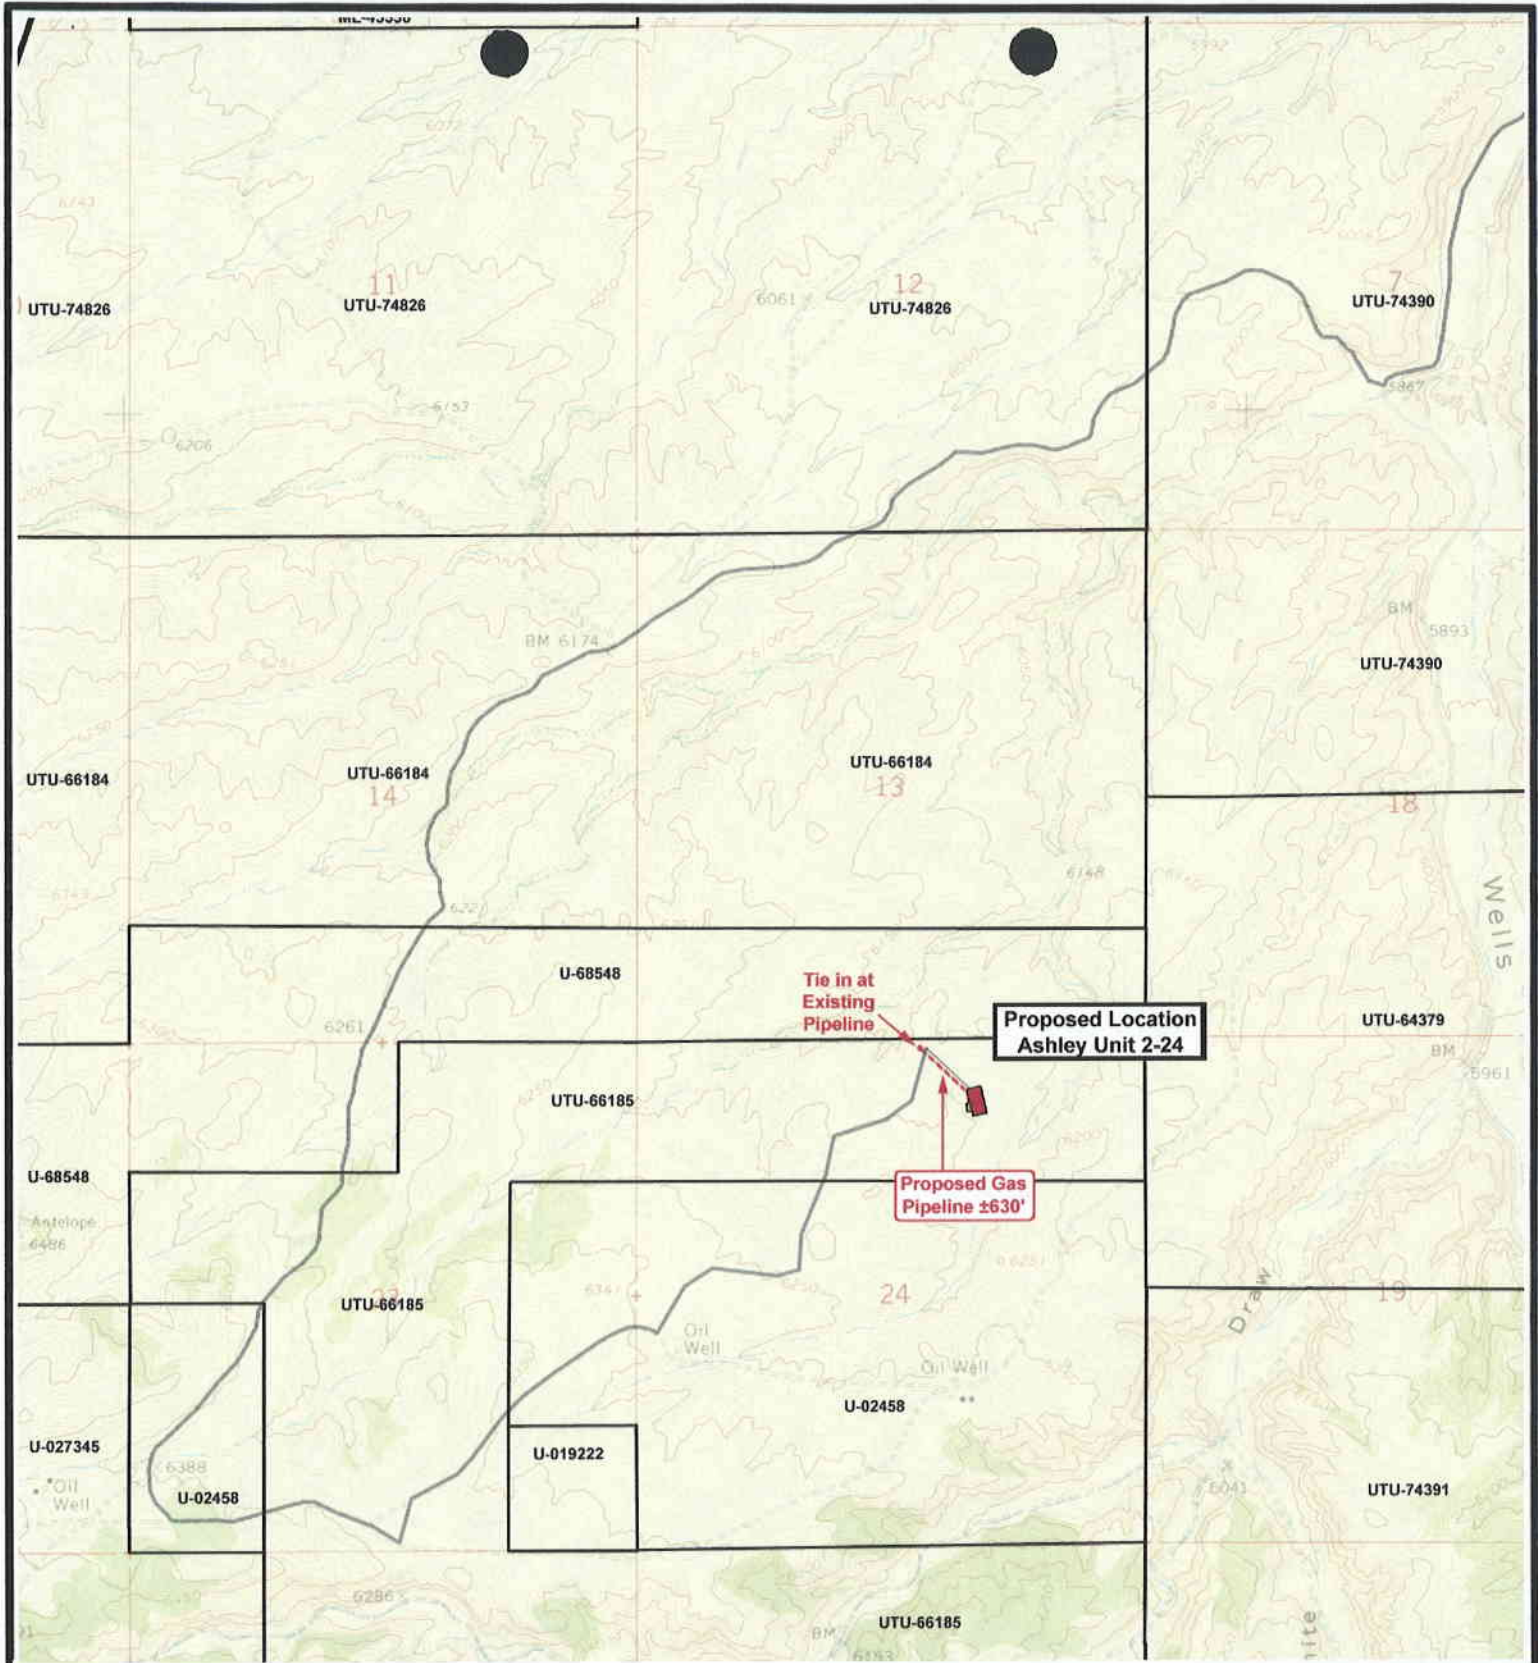 11
12
7
UTU-74826
UTU-74826
UTU-74826
UTU-74390
6061
6153
6206
5867
BM 6174
BM
5893
UTU-74390
UTU-66184
UTU-66184
UTU-66184
14
13
18
6148
Wells
U-68548
Tie in at
Existing
Pipeline
Proposed Location
Ashley Unit 2-24
UTU-64379
BM
5961
6261
UTU-66185
U-68548
Proposed Gas
Pipeline ±630'
Antelope
6486
UTU-66185
24
19
Draw
Oil
Well
Oil Well
U-02458
U-027345
U-019222
6388
Oil
Well
U-02458
6041
UTU-74391
6286
UTU-66185
BM